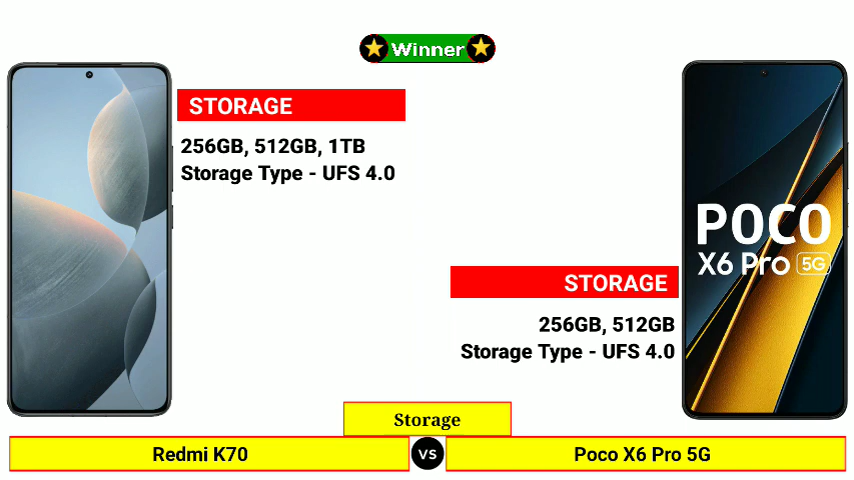 Winner
STORAGE
256GB, 512GB, 1TB
Storage Type - UFS 4.0
POCO
X6 Pro 5G
STORAGE
256GB, 512GB
Storage Type - UFS 4.0
Storage
Redmi K70
VS
Poco X6 Pro 5G